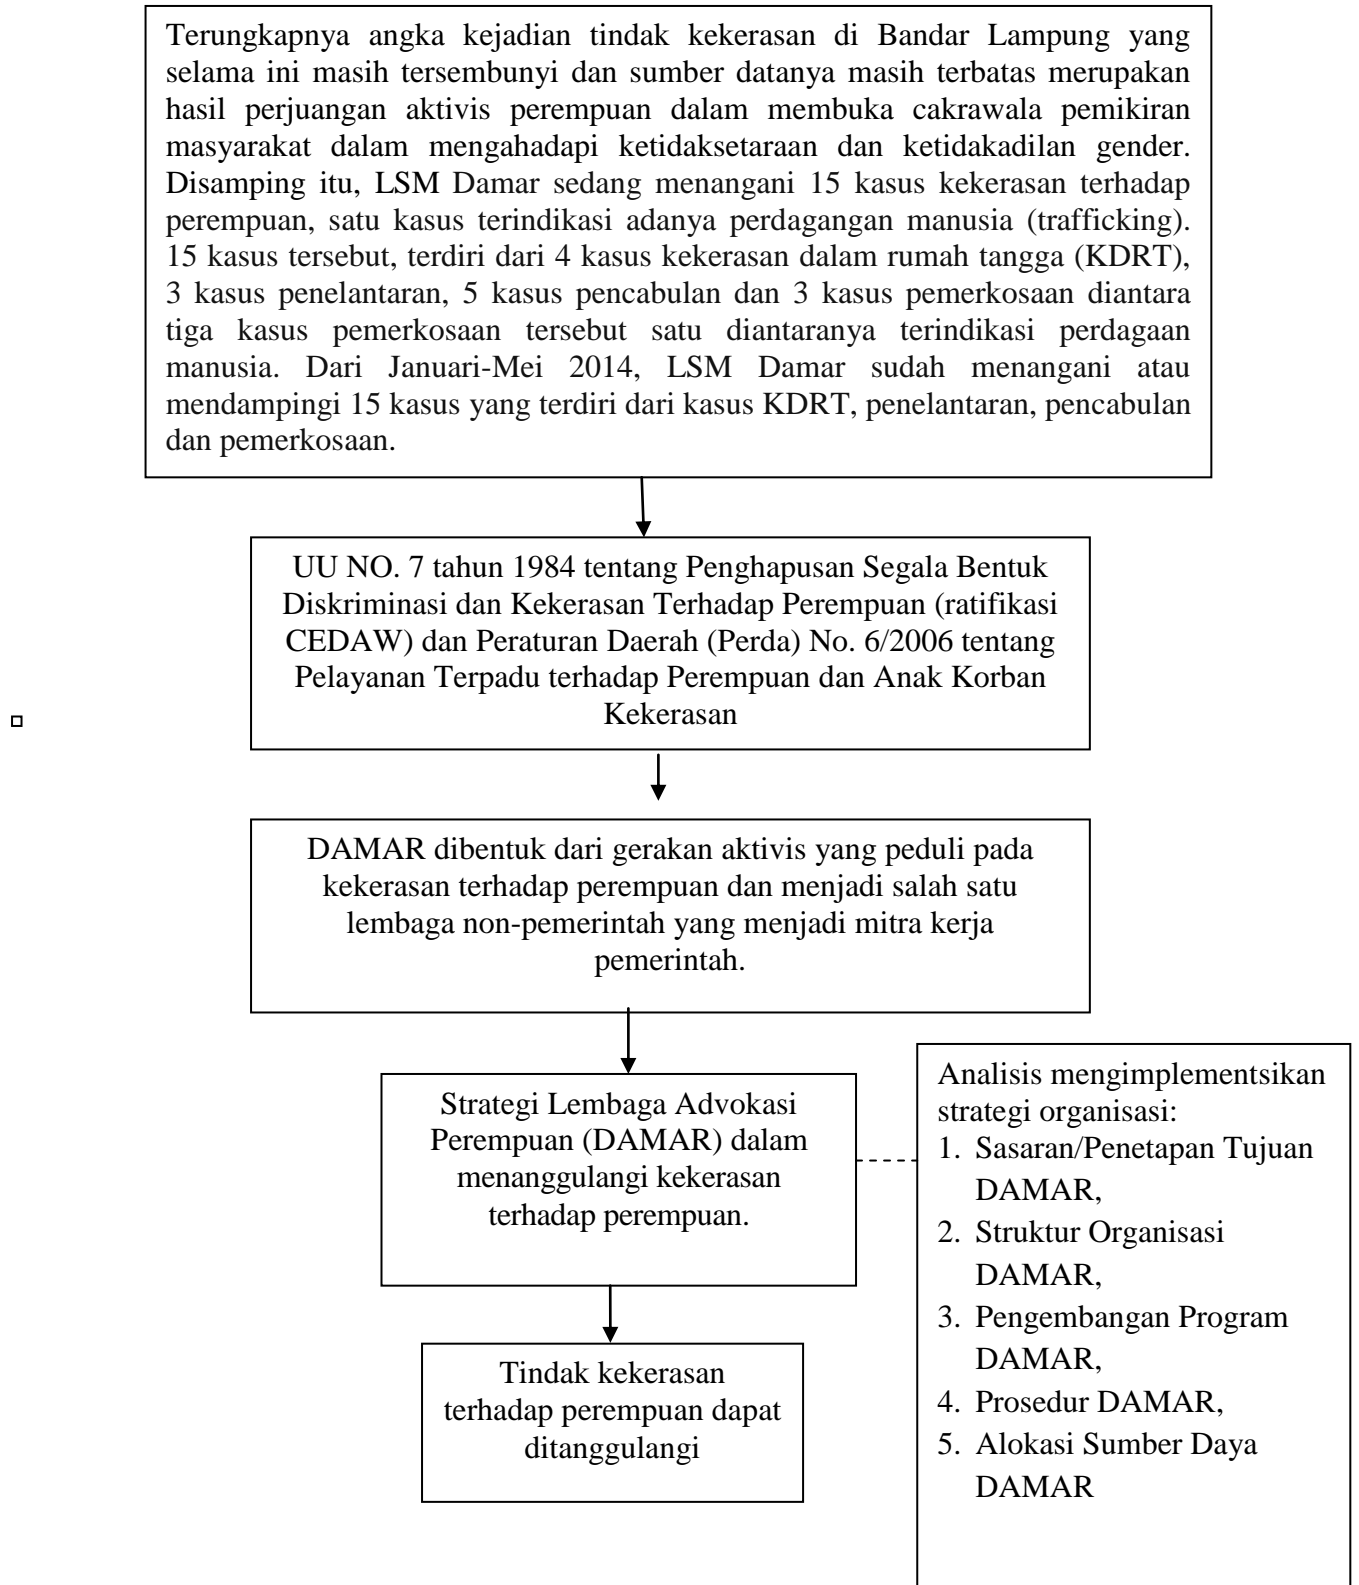 Terungkapnya angka kejadian tindak kekerasan di Bandar Lampung yang
selama ini masih tersembunyi dan sumber datanya masih terbatas merupakan
hasil perjuangan aktivis perempuan dalam membuka cakrawala pemikiran
masyarakat dalam mengahadapi ketidaksetaraan dan ketidakadilan gender.
Disamping itu, LSM Damar sedang menangani 15 kasus kekerasan terhadap
perempuan, satu kasus terindikasi adanya perdagangan manusia (trafficking).
15 kasus tersebut, terdiri dari 4 kasus kekerasan dalam rumah tangga (KDRT),
3 kasus penelantaran, 5 kasus pencabulan dan 3 kasus pemerkosaan diantara
tiga kasus pemerkosaan tersebut satu diantaranya terindikasi perdagaan
manusia. Dari Januari-Mei 2014, LSM Damar sudah menangani atau
mendampingi 15 kasus yang terdiri dari kasus KDRT, penelantaran, pencabulan
dan pemerkosaan.
UU NO. 7 tahun 1984 tentang Penghapusan Segala Bentuk
Diskriminasi dan Kekerasan Terhadap Perempuan (ratifikasi
CEDAW) dan Peraturan Daerah (Perda) No. 6/2006 tentang
Pelayanan Terpadu terhadap Perempuan dan Anak Korban
Kekerasan
DAMAR dibentuk dari gerakan aktivis yang peduli pada
kekerasan terhadap perempuan dan menjadi salah satu
lembaga non-pemerintah yang menjadi mitra kerja
pemerintah.
Strategi Lembaga Advokasi
Perempuan (DAMAR) dalam
menanggulangi kekerasan
terhadap perempuan.
Analisis mengimplementsikan
strategi organisasi:
1. Sasaran/Penetapan Tujuan
DAMAR,
2. Struktur Organisasi
DAMAR,
3. Pengembangan Program
DAMAR,
4. Prosedur DAMAR,
5. Alokasi Sumber Daya
DAMAR
Tindak kekerasan
terhadap perempuan dapat
ditanggulangi